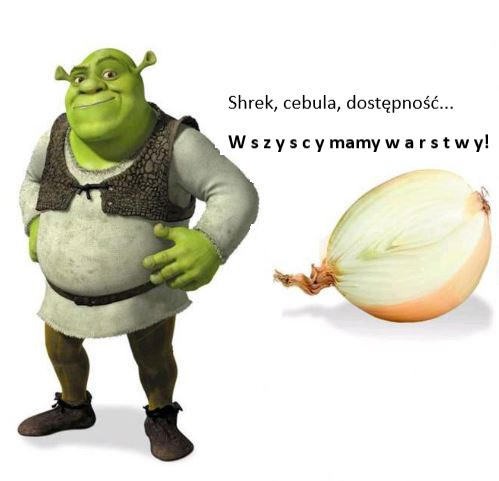 Shrek, cebula, dostępność...
W s z y s c y mamy w a r s t w y!